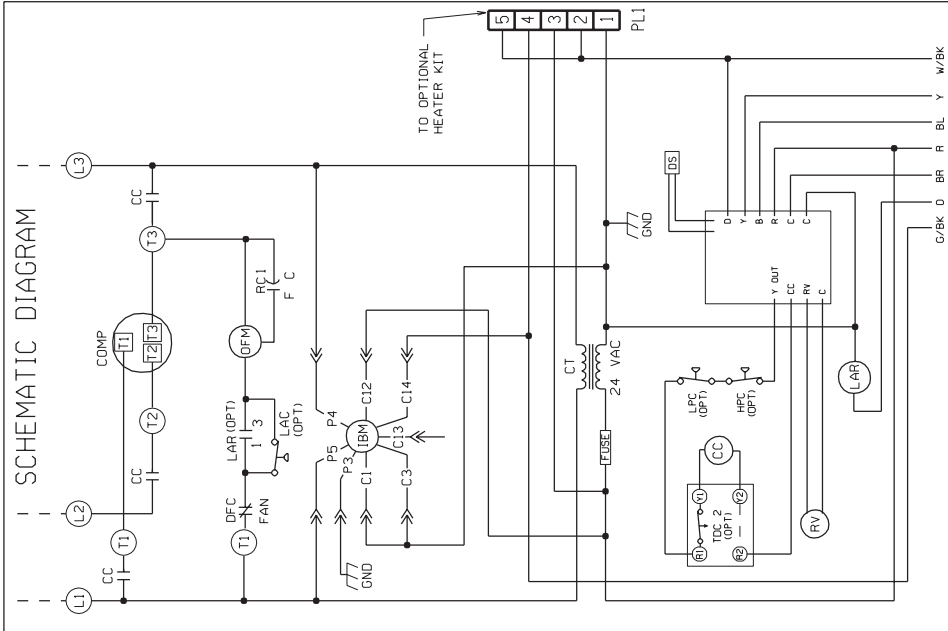 SCHEMATIC DIAGRAM
L1
L2
L3
CC
CC
CC
T1
T2
T3
COMP
T1
T2
T3
T1
DFC
FAN
LAR (OPT)
1 3
LAC
(OPT)
OFM
RC1
F C
P5
P4
P3
IBM
C1
C12
C13
C3
C14
GND
CT
24 VAC
FUSE
GND
TO OPTIONAL
HEATER KIT
5
4
3
2
1
PL1
DS
D
Y
B
R
C
C
Y OUT
CC
RV
C
LPC
(OPT)
HPC
(OPT)
LAR
CC
R1
Y1
TDC 2
(OPT)
R2
Y2
RV
W/BK
Y
BL
R
BR
O
G/BK